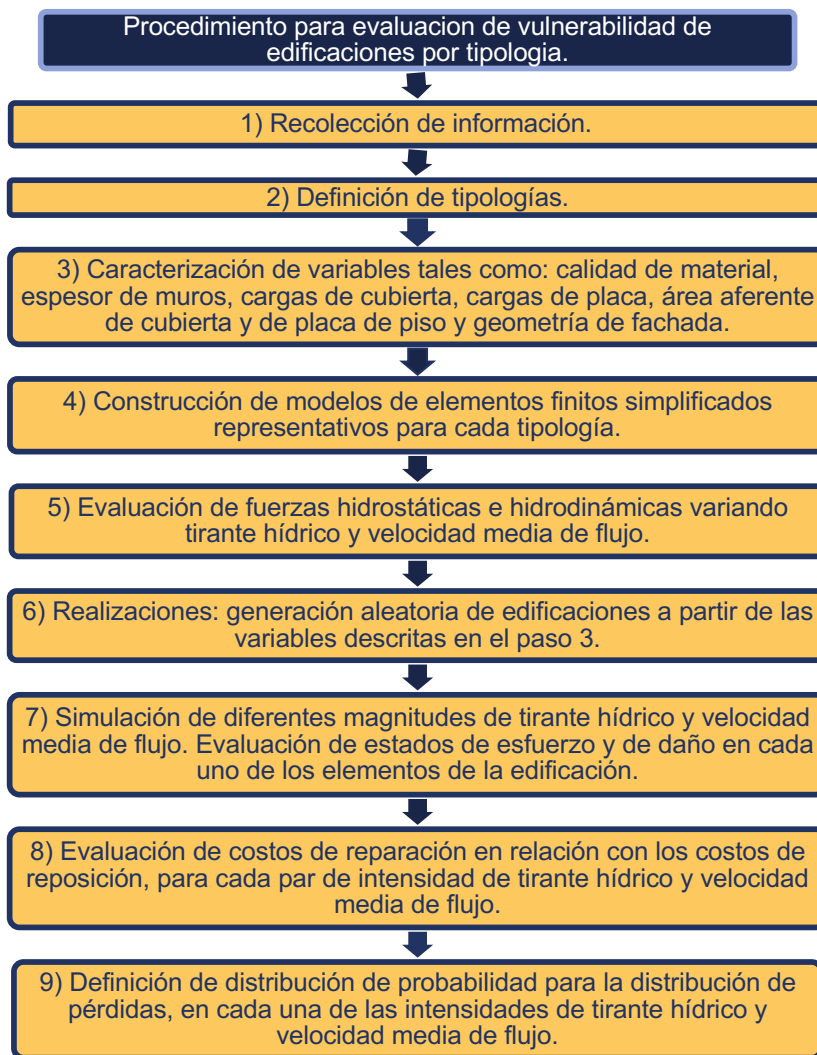 Procedimiento para evaluacion de vulnerabilidad de
edificaciones por tipologia.
1) Recolección de información.
2) Definición de tipologías.
3) Caracterización de variables tales como: calidad de material,
espesor de muros, cargas de cubierta, cargas de placa, área aferente
de cubierta y de placa de piso y geometría de fachada.
4) Construcción de modelos de elementos finitos simplificados
representativos para cada tipología.
5) Evaluación de fuerzas hidrostáticas e hidrodinámicas variando
tirante hídrico y velocidad media de flujo.
6) Realizaciones: generación aleatoria de edificaciones a partir de las
variables descritas en el paso 3.
7) Simulación de diferentes magnitudes de tirante hídrico y velocidad
media de flujo. Evaluación de estados de esfuerzo y de daño en cada
uno de los elementos de la edificación.
8) Evaluación de costos de reparación en relación con los costos de
reposición, para cada par de intensidad de tirante hídrico y velocidad
media de flujo.
9) Definición de distribución de probabilidad para la distribución de
pérdidas, en cada una de las intensidades de tirante hídrico y
velocidad media de flujo.